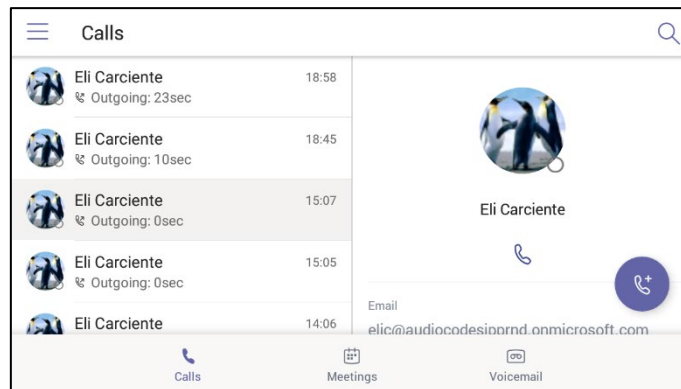 Calls
Eli Carciente 18:58
Outgoing: 23sec
Eli Carciente 18:45
Outgoing: 10sec
Eli Carciente 15:07
Outgoing: 0sec
Eli Carciente 15:05
Outgoing: 0sec
Eli Carciente 14:06
Eli Carciente
Email
elic@audiocodesipprnd.onmicrosoft.com
Calls Meetings Voicemail